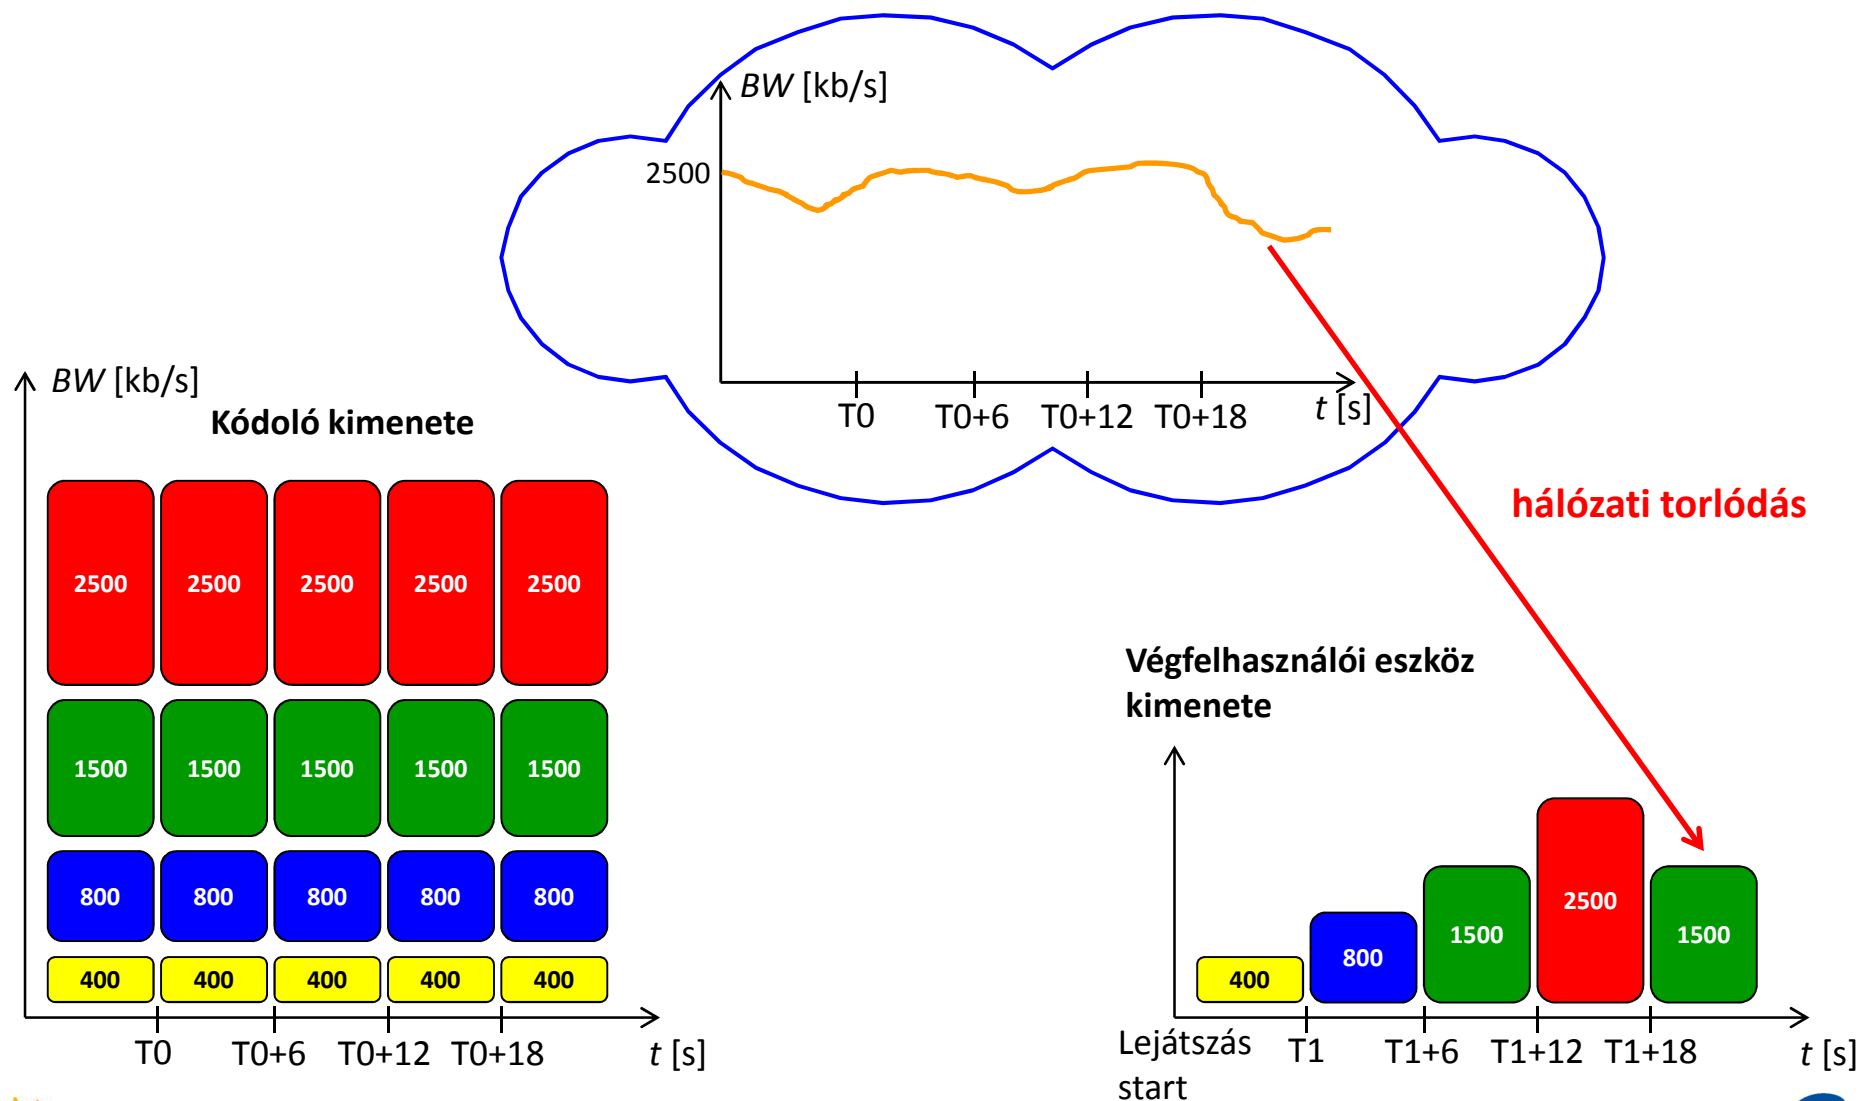 BW [kb/s]
2500
T0 T0+6 T0+12 T0+18 t [s]
BW [kb/s]
Kódoló kimenete
2500 2500 2500 2500 2500
1500 1500 1500 1500 1500
800 800 800 800 800
400 400 400 400 400
T0 T0+6 T0+12 T0+18 t [s]
hálózati torlódás
Végfelhasználói eszköz
kimenete
400 800 1500 2500 1500
Lejátszás
start
T1 T1+6 T1+12 T1+18 t [s]